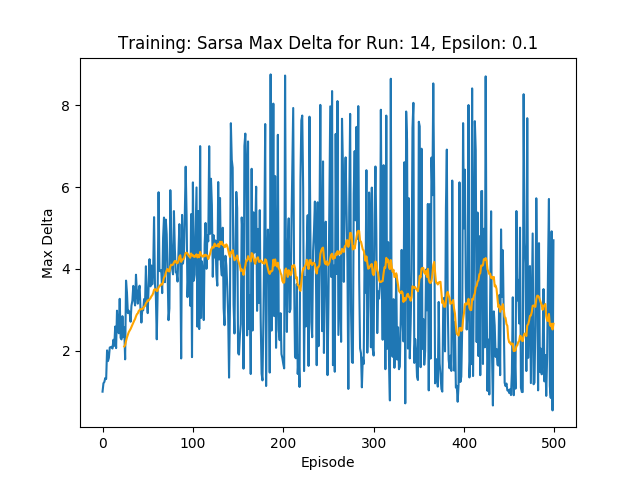 Training: Sarsa Max Delta for Run: 14, Epsilon: 0.1
Max Delta
8
6
4
2
0 100 200 300 400 500
Episode